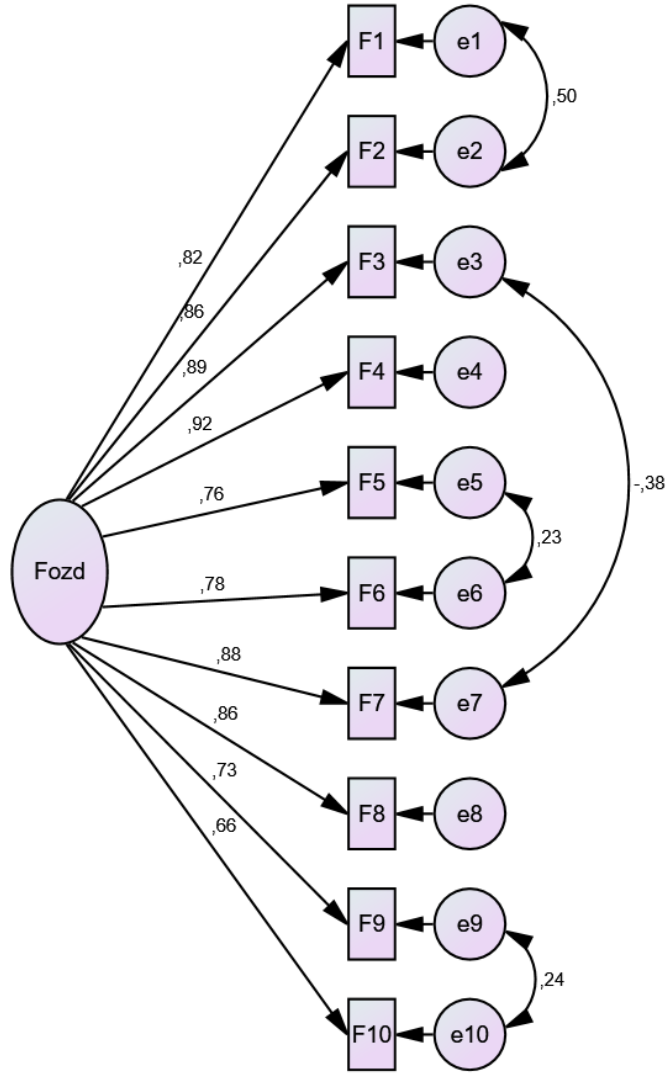 F1
e1
,50
F2
e2
,82
F3
e3
,86
,89
F4
e4
,92
F5
e5
-,38
,76
,23
Fozd
F6
e6
,78
,88
F7
e7
,86
,73
F8
e8
,66
F9
e9
,24
F10
e10